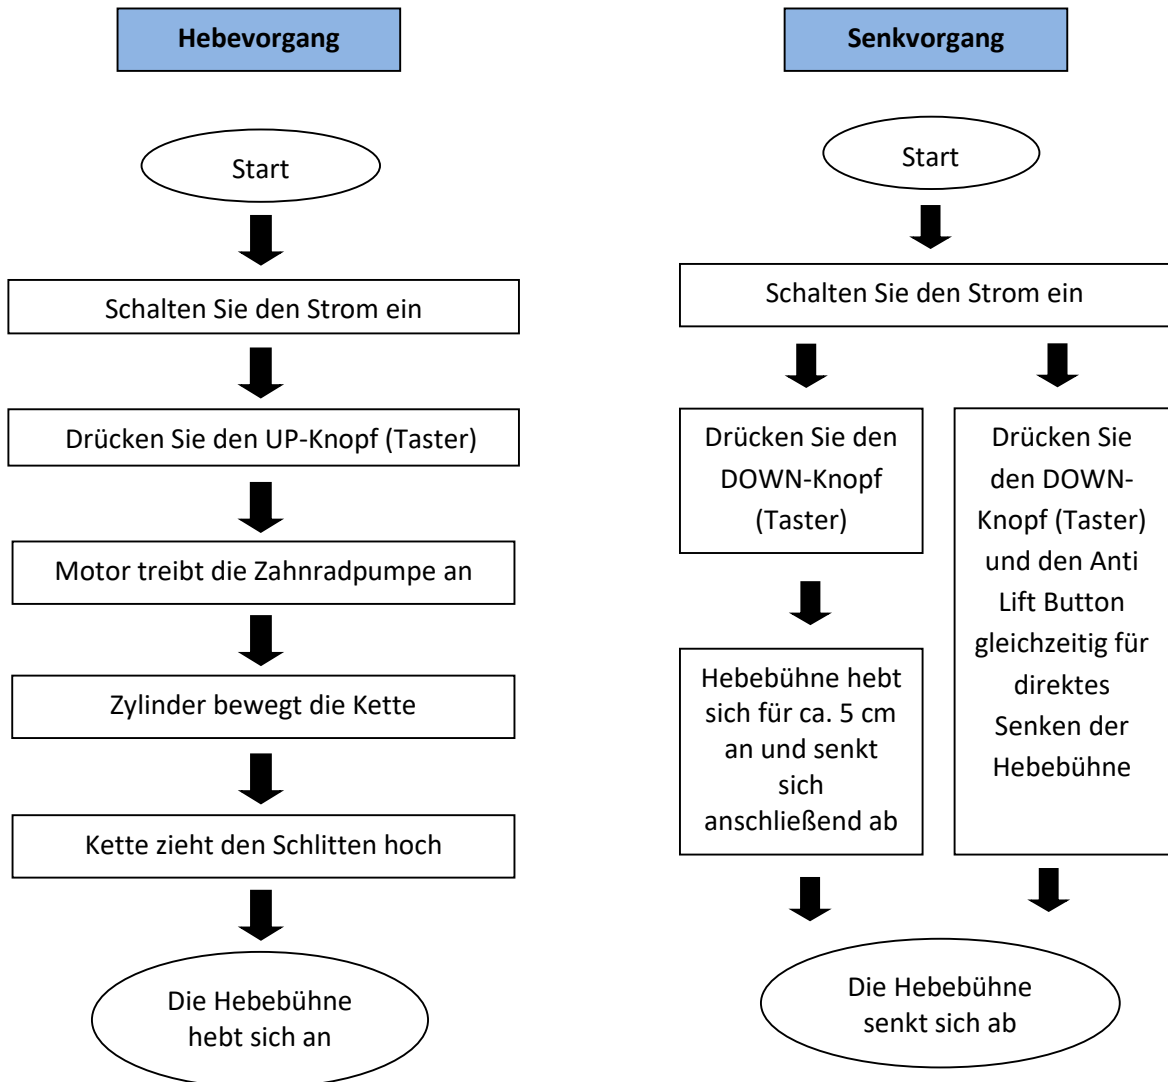 Hebevorgang
Start
Schalten Sie den Strom ein
Drücken Sie den UP-Knopf (Taster)
Motor treibt die Zahnradpumpe an
Zylinder bewegt die Kette
Kette zieht den Schlitten hoch
Die Hebebühne
hebt sich an
Senkvorgang
Start
Schalten Sie den Strom ein
Drücken Sie den
DOWN-Knopf
(Taster)
Hebebühne hebt
sich für ca. 5 cm
an und senkt
sich
anschließend ab
Drücken Sie
den DOWN-
Knopf (Taster)
und den Anti
Lift Button
gleichzeitig für
direktes
Senken der
Hebebühne
Die Hebebühne
senkt sich ab